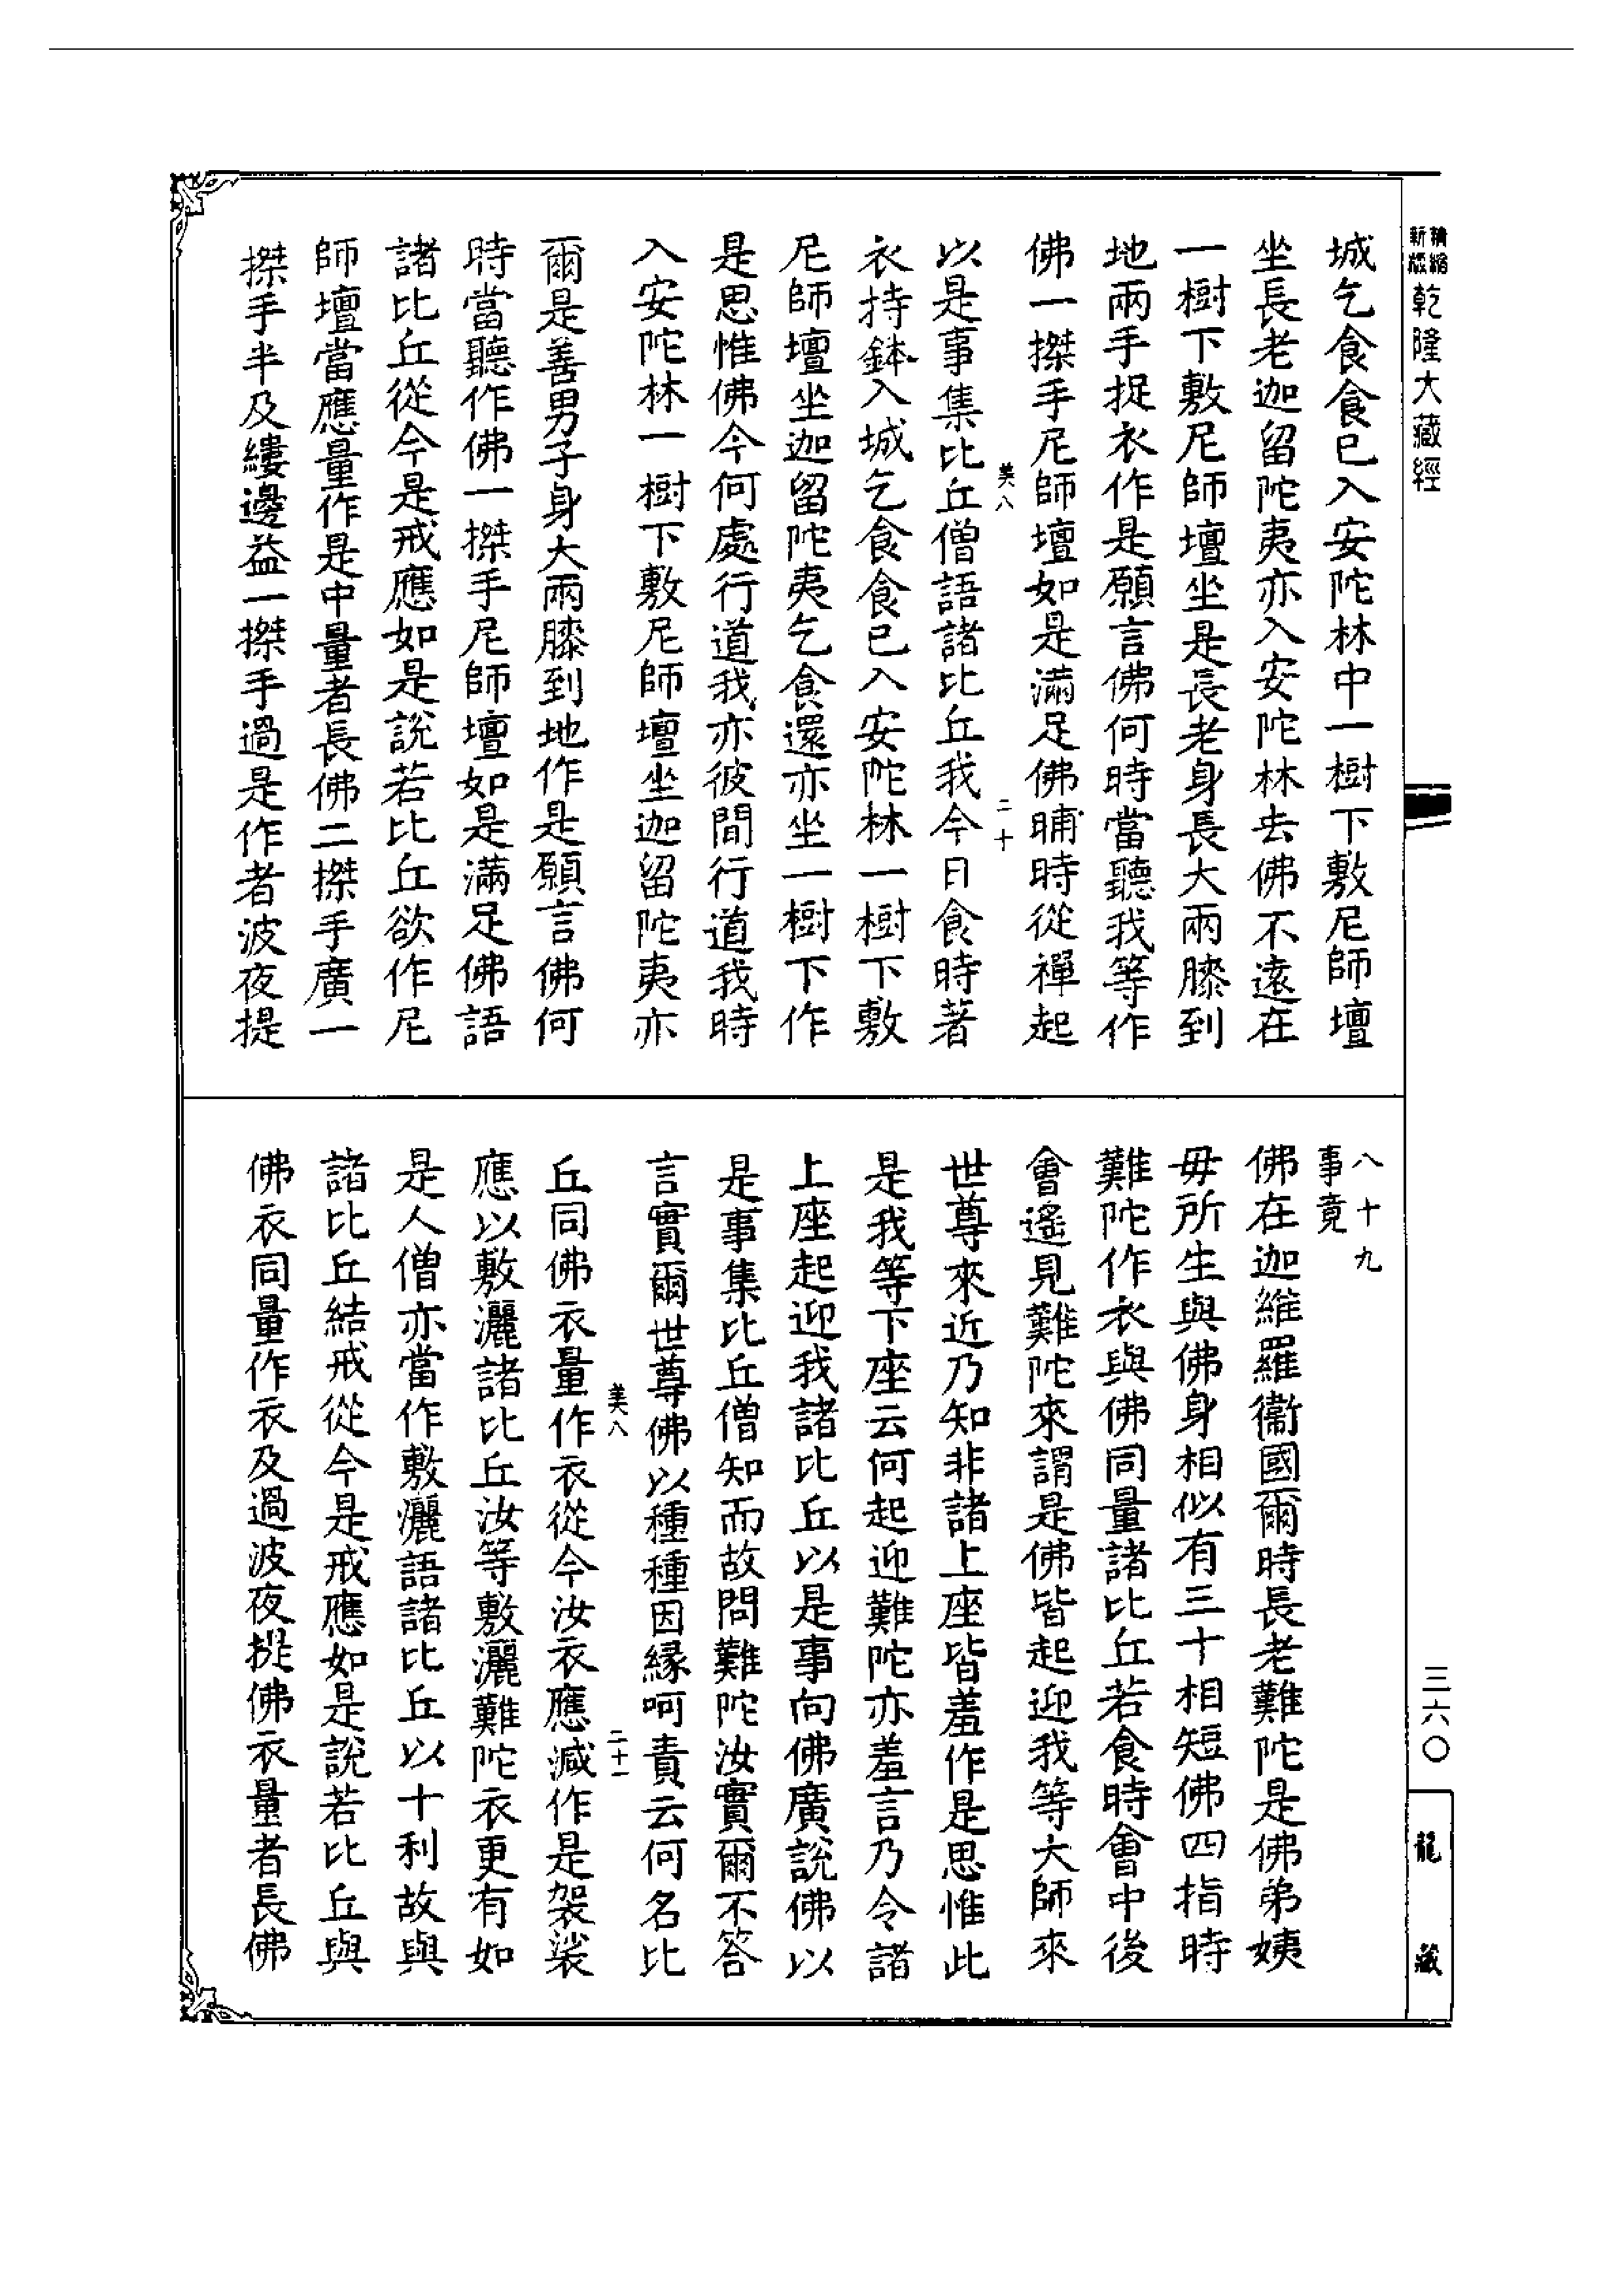 精縮
新版
乾隆大藏經
城乞食食已入安陀林中一樹下敷尼師壇
坐長老迦留陀夷亦入安陀林去佛不遠在
一樹下敷尼師壇坐是長老身長大兩膝到
地兩手捉衣作是願言佛何時當聽我等作
佛一搩手尼師壇如是滿足佛晡時從禪起
美八
二十
以是事集比丘僧語諸比丘我今日食時著
衣持鉢入城乞食食已入安陀林一樹下敷
尼師壇坐迦留陀夷乞食還亦坐一樹下作
是思惟佛今何處行道我亦彼間行道我時
入安陀林一樹下敷尼師壇坐迦留陀夷亦
爾是善男子身大兩膝到地作是願言佛何
時當聽作佛一搩手尼師壇如是滿足佛語
諸比丘從今是戒應如是說若比丘欲作尼
師壇當應量作是中量者長佛二搩手廣一
搩手半及縷邊益一搩手過是作者波夜提
八十九
事竟
佛在迦維羅衞國爾時長老難陀是佛弟姨
毋所生與佛身相似有三十相短佛四指時
難陀作衣與佛同量諸比丘若食時會中後
會遙見難陀來謂是佛皆起迎我等大師來
世尊來近乃知非諸上座皆羞作是思惟此
是我等下座云何起迎難陀亦羞言乃令諸
上座起迎我諸比丘以是事向佛廣說佛以
是事集比丘僧知而故問難陀汝實爾不答
言實爾世尊佛以種種因緣呵責云何名比
美八
二十一
丘同佛衣量作衣從今汝衣應減作是袈裟
應以敷灑諸比丘汝等敷灑難陀衣更有如
是人僧亦當作敷灑語諸比丘以十利故與
諸比丘結戒從今是戒應如是說若比丘與
佛衣同量作衣及過波夜提佛衣量者長佛
三六〇
龍藏